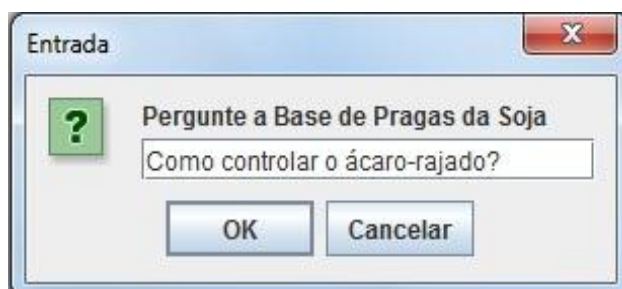 Entrada
?
Pergunte a Base de Pragas da Soja
Como controlar o ácaro-rajado?
OK Cancelar